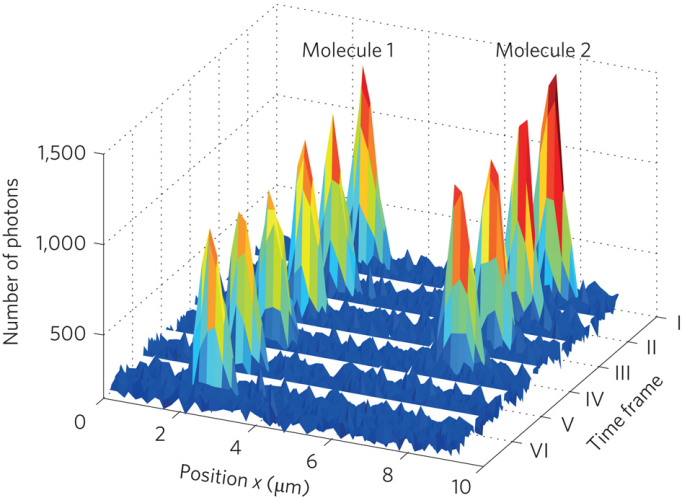 Molecule 1
Molecule 2
Number of photons
1,500
1,000
500
0
2
4
6
8
10
Position x (μm)
I
II
III
IV
V
VI
Time frame